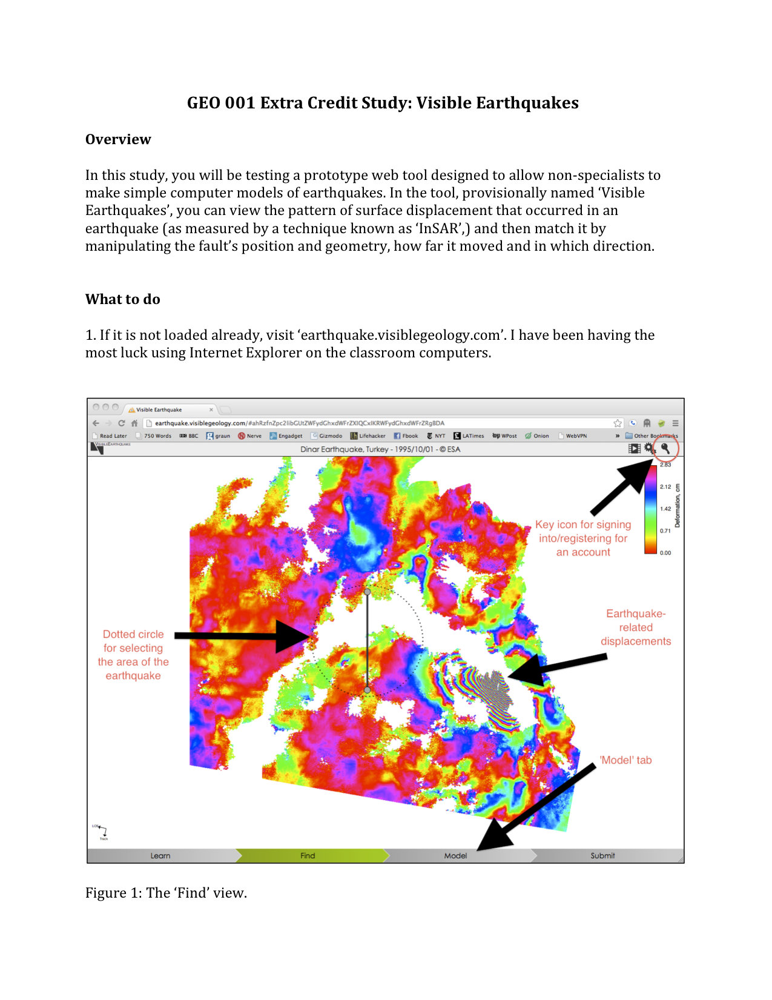 GEO 001 Extra Credit Study: Visible Earthquakes
Overview
In this study, you will be testing a prototype web tool designed to allow non-specialists to
make simple computer models of earthquakes. In the tool, provisionally named ‘Visible
Earthquakes’, you can view the pattern of surface displacement that occurred in an
earthquake (as measured by a technique known as ‘InSAR’,) and then match it by
manipulating the fault’s position and geometry, how far it moved and in which direction.
What to do
1. If it is not loaded already, visit ‘earthquake.visiblegeology.com’. I have been having the
most luck using Internet Explorer on the classroom computers.
Visible Earthquake
earthquake.visiblegeology.com/#ahRzfnZpc2libGUtZWFydGhxdWFrZXIQCxIKRWFydGhxdWFrZRgBDA
Read Later 750 Words BBC graun Nerve Engadget Gizmodo Lifehacker Fbook NYT LATimes WPost Onion WebVPN » Other Bookmarks
VISIBLEEARTHQUAKE
Dinar Earthquake, Turkey - 1995/10/01 - © ESA
2.83
2.12
1.42
0.71
0.00
Deformation, cm
Key icon for signing
into/registering for
an account
Earthquake-
related
displacements
Dotted circle
for selecting
the area of the
earthquake
'Model' tab
LOS
Track
Learn Find Model Submit
Figure 1: The ‘Find’ view.